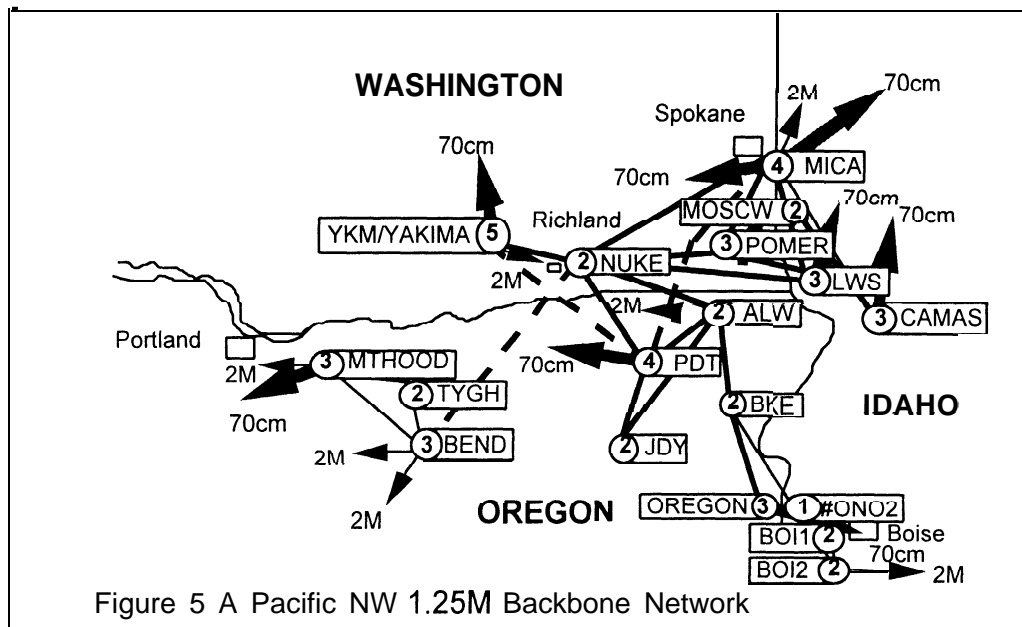 WASHINGTON
Spokane
2M
70cm
70cm
70cm
4 MICA
MOSCW 2
70cm
70cm
YKM/YAKIMA 5
Richland
3 POMER
2M
2 NUKE
3 LWS
2M
2 ALW
3 CAMAS
Portland
2M
3 MTHOOD
70cm
4 PDT
70cm
2 TYGH
2 BKE
IDAHO
2M
3 BEND
2 JDY
2M
OREGON
OREGON 3
1 #ONO2
BOI1 2
Boise
70cm
BOI2 2
2M
Figure 5 A Pacific NW 1.25M Backbone Network